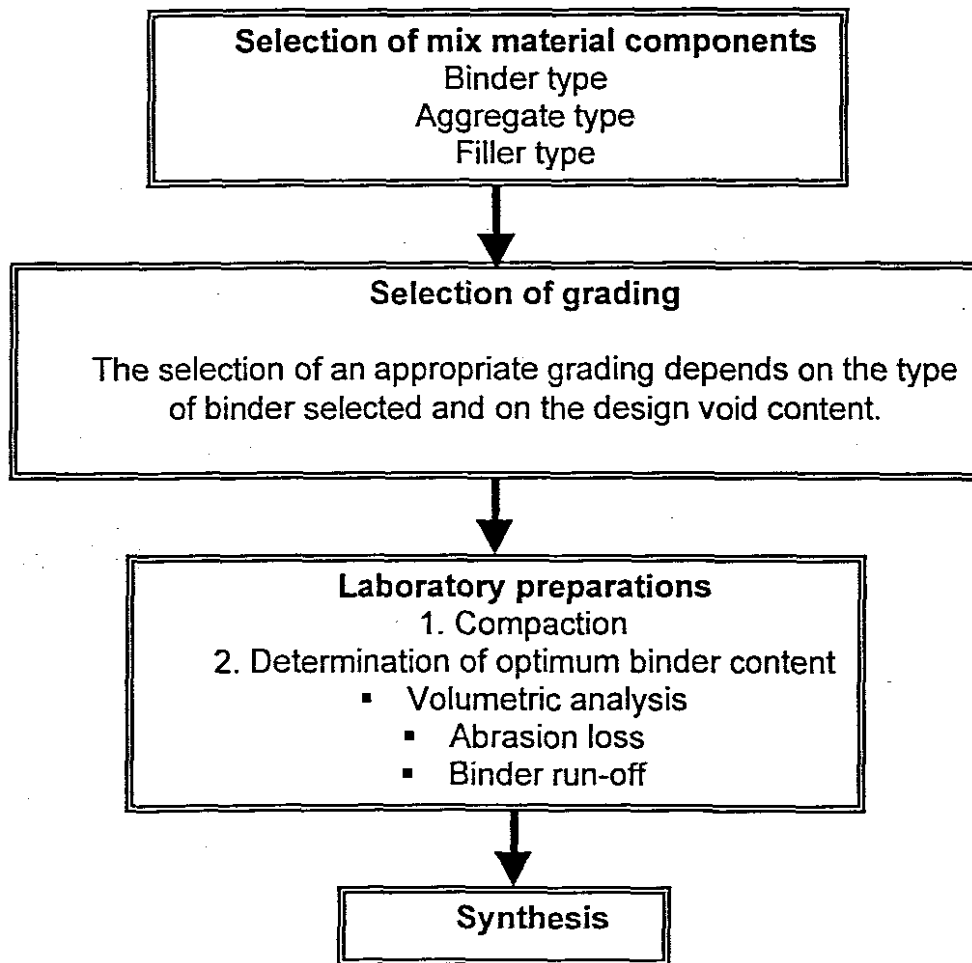 Selection of mix material components
Binder type
Aggregate type
Filler type
Selection of grading
The selection of an appropriate grading depends on the type
of binder selected and on the design void content.
Laboratory preparations
1. Compaction
2. Determination of optimum binder content
▪ Volumetric analysis
▪ Abrasion loss
▪ Binder run-off
Synthesis